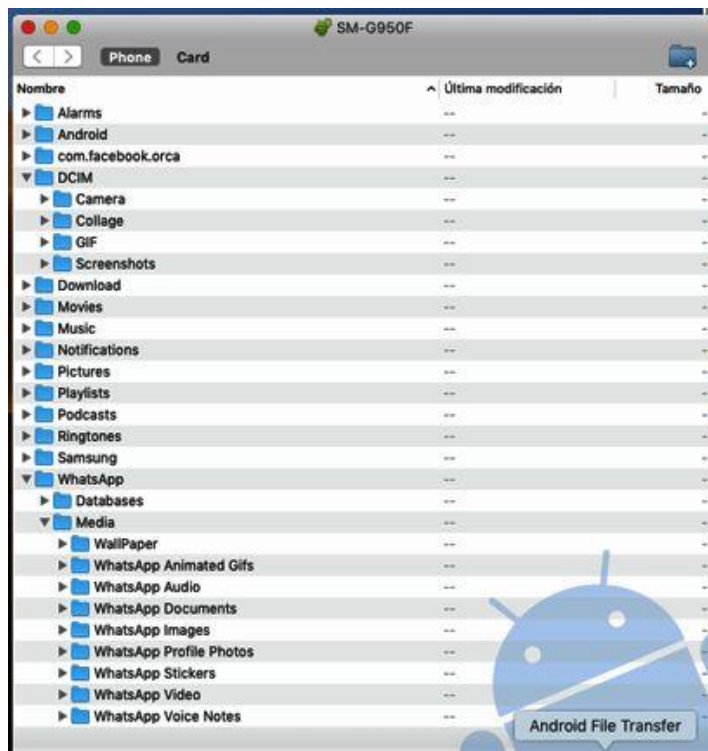 SM-G950F
Phone Card
Nombre Última modificación Tamaño
Alarms --
Android --
com.facebook.orca --
DCIM --
Camera --
Collage --
GIF --
Screenshots --
Download --
Movies --
Music --
Notifications --
Pictures --
Playlists --
Podcasts --
Ringtones --
Samsung --
WhatsApp --
Databases --
Media --
WallPaper --
WhatsApp Animated Gifs --
WhatsApp Audio --
WhatsApp Documents --
WhatsApp Images --
WhatsApp Profile Photos --
WhatsApp Stickers --
WhatsApp Video --
WhatsApp Voice Notes --
Android File Transfer